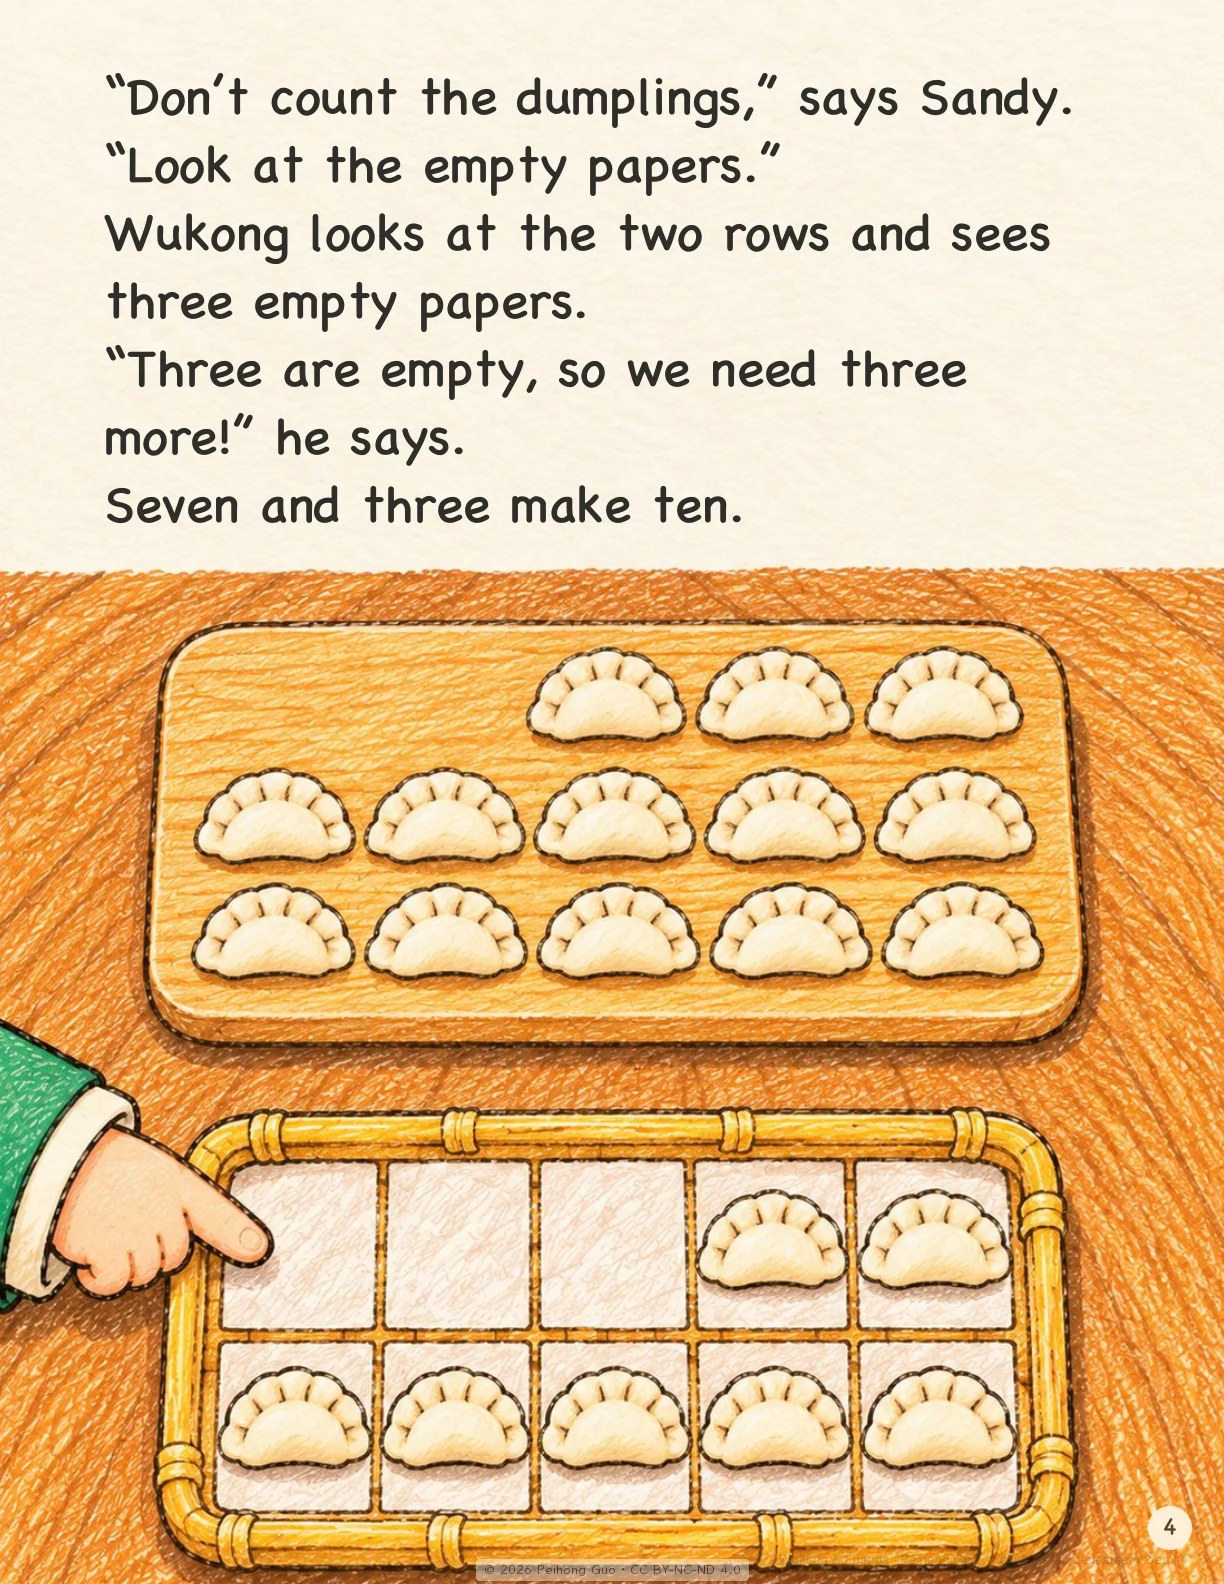 “Don’t count the dumplings,” says Sandy.
“Look at the empty papers.”
Wukong looks at the two rows and sees
three empty papers.
“Three are empty, so we need three
more!” he says.
Seven and three make ten.
4
© 2026 Peihong Guo · CC BY-NC-ND 4.0